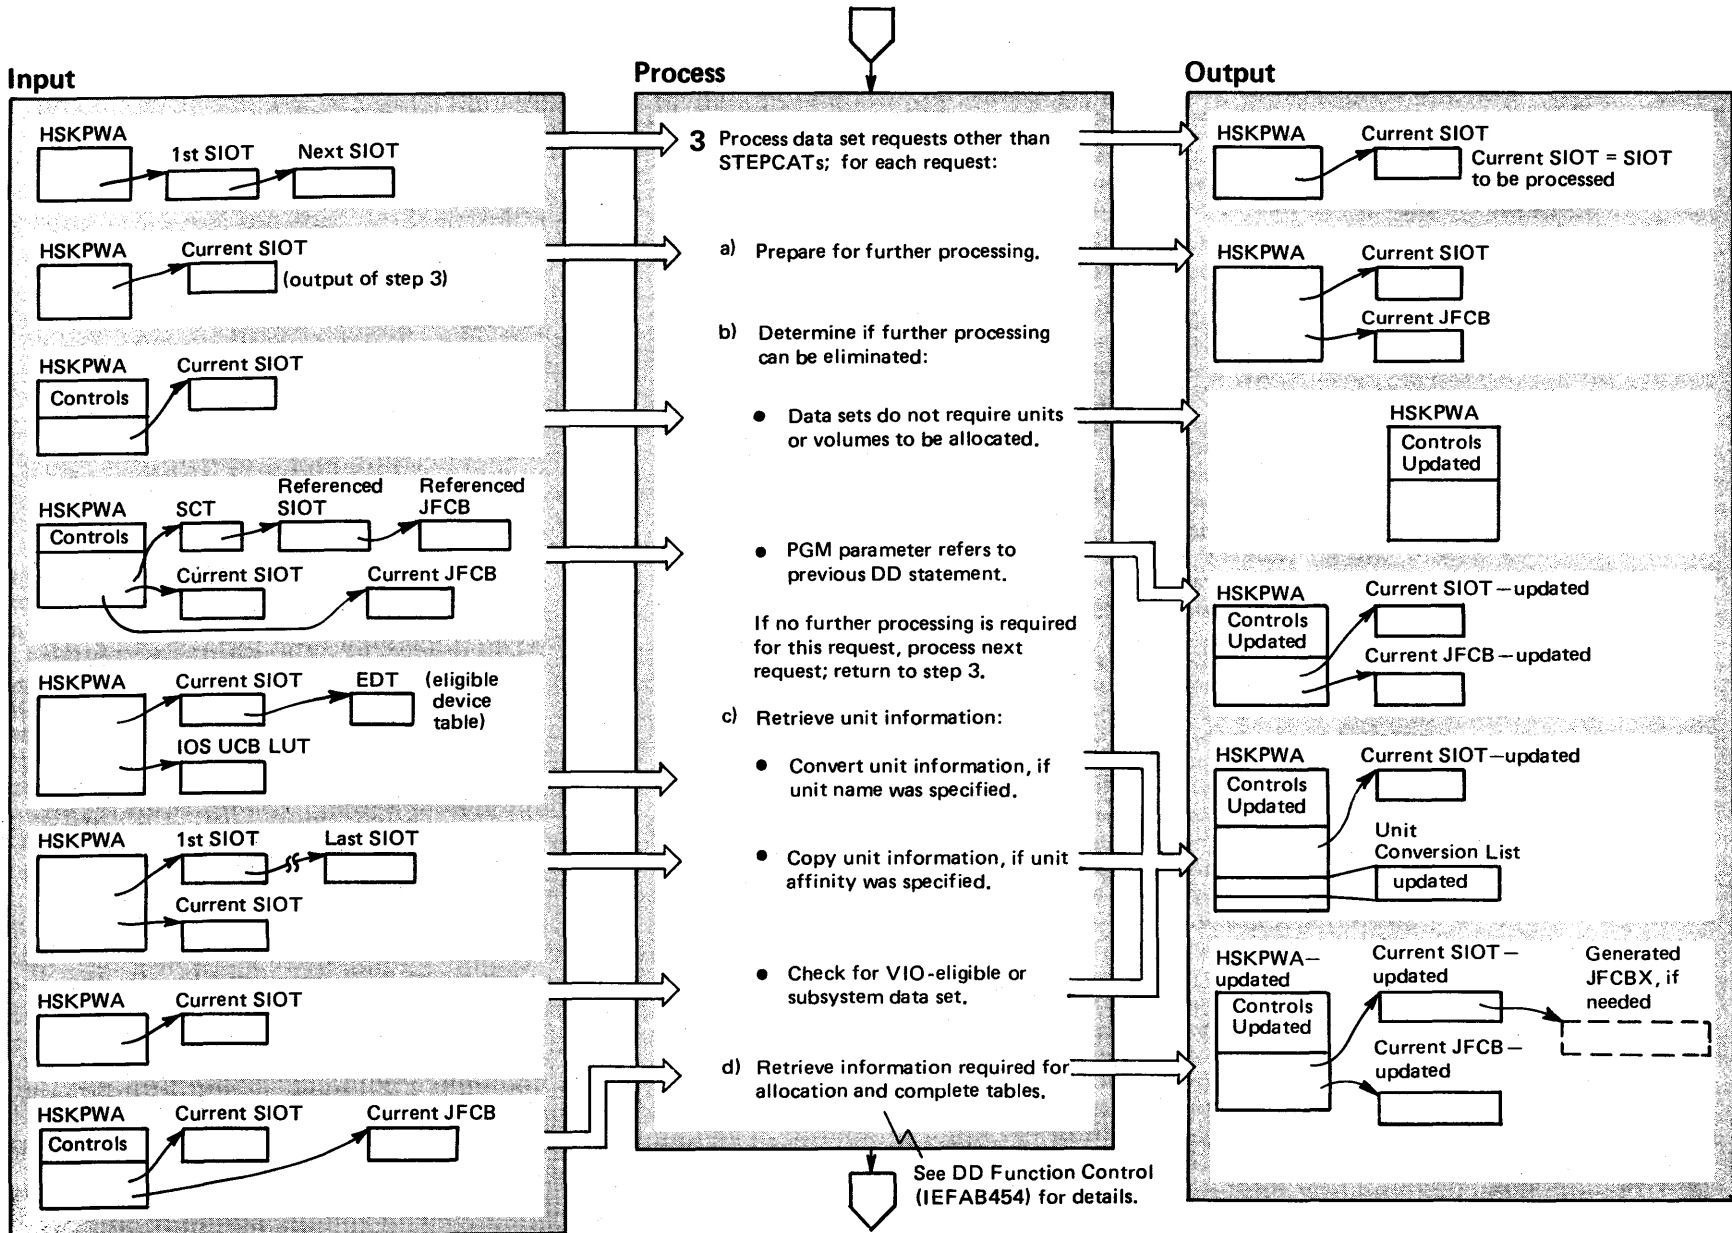 Input
HSKPWA
1st SIOT
Next SIOT
HSKPWA
Current SIOT
(output of step 3)
HSKPWA
Controls
Current SIOT
HSKPWA
Controls
SCT
Referenced
SIOT
Referenced
JFCB
Current SIOT
Current JFCB
HSKPWA
Current SIOT
EDT
(eligible
device
table)
IOS UCB LUT
HSKPWA
1st SIOT
Last SIOT
Current SIOT
HSKPWA
Current SIOT
HSKPWA
Controls
Current SIOT
Current JFCB
Process
3 Process data set requests other than
STEPCATs; for each request:
a) Prepare for further processing.
b) Determine if further processing
can be eliminated:
● Data sets do not require units
or volumes to be allocated.
● PGM parameter refers to
previous DD statement.
If no further processing is required
for this request, process next
request; return to step 3.
c) Retrieve unit information:
● Convert unit information, if
unit name was specified.
● Copy unit information, if unit
affinity was specified.
● Check for VIO-eligible or
subsystem data set.
d) Retrieve information required for
allocation and complete tables.
See DD Function Control
(IEFAB454) for details.
Output
HSKPWA
Current SIOT
Current SIOT = SIOT
to be processed
HSKPWA
Current SIOT
Current JFCB
HSKPWA
Controls
Updated
HSKPWA
Controls
Updated
Current SIOT—updated
Current JFCB—updated
HSKPWA
Controls
Updated
Current SIOT—updated
Unit
Conversion List
updated
HSKPWA—
updated
Controls
Updated
Current SIOT—
updated
Generated
JFCBX, if
needed
Current JFCB—
updated